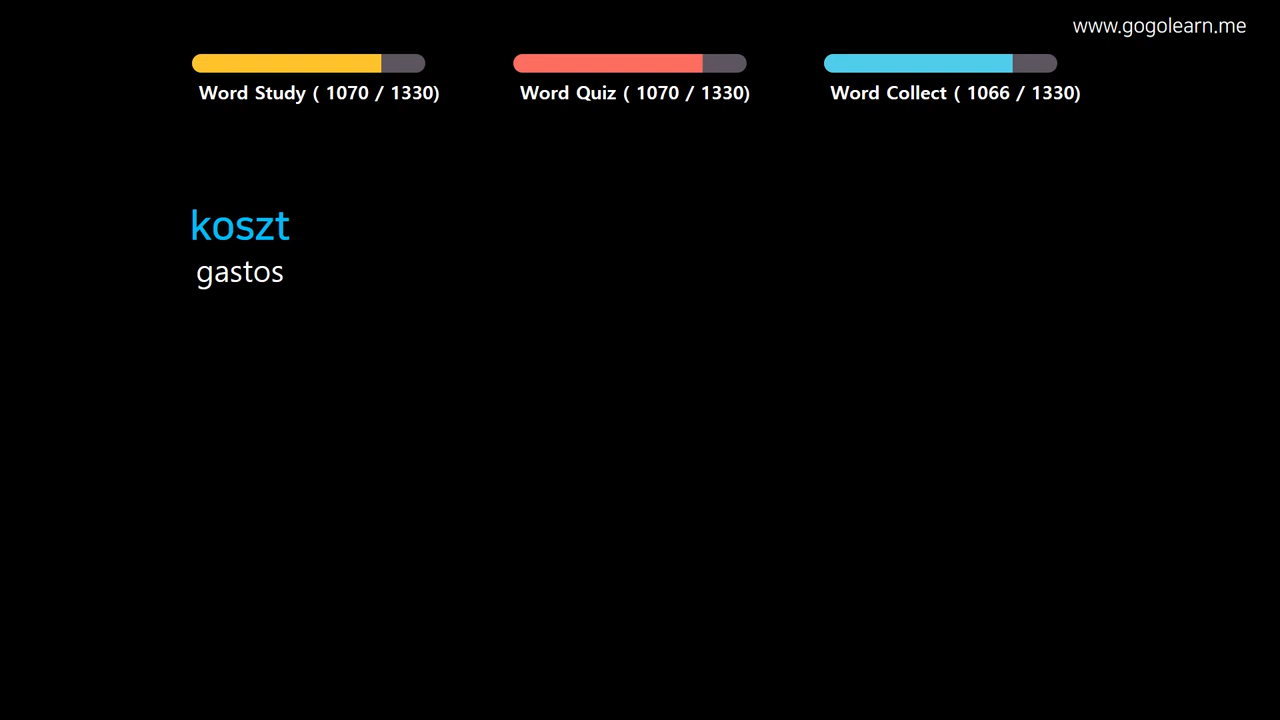 www.gogolearn.me
Word Study ( 1070 / 1330)
Word Quiz ( 1070 / 1330)
Word Collect ( 1066 / 1330)
koszt
gastos